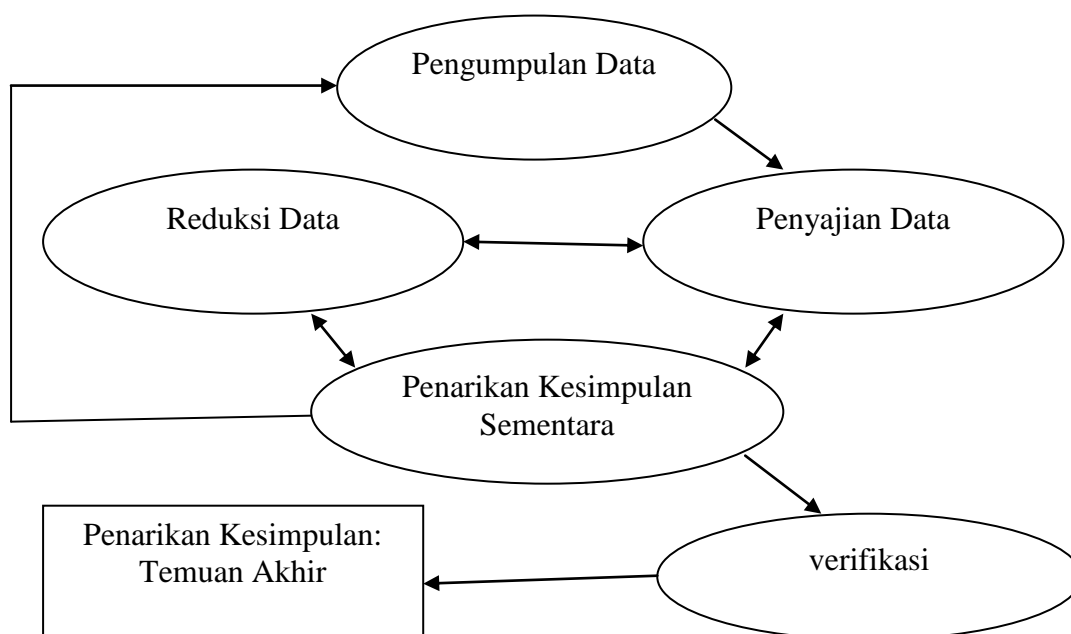 Pengumpulan Data
Reduksi Data
Penyajian Data
Penarikan Kesimpulan
Sementara
verifikasi
Penarikan Kesimpulan:
Temuan Akhir